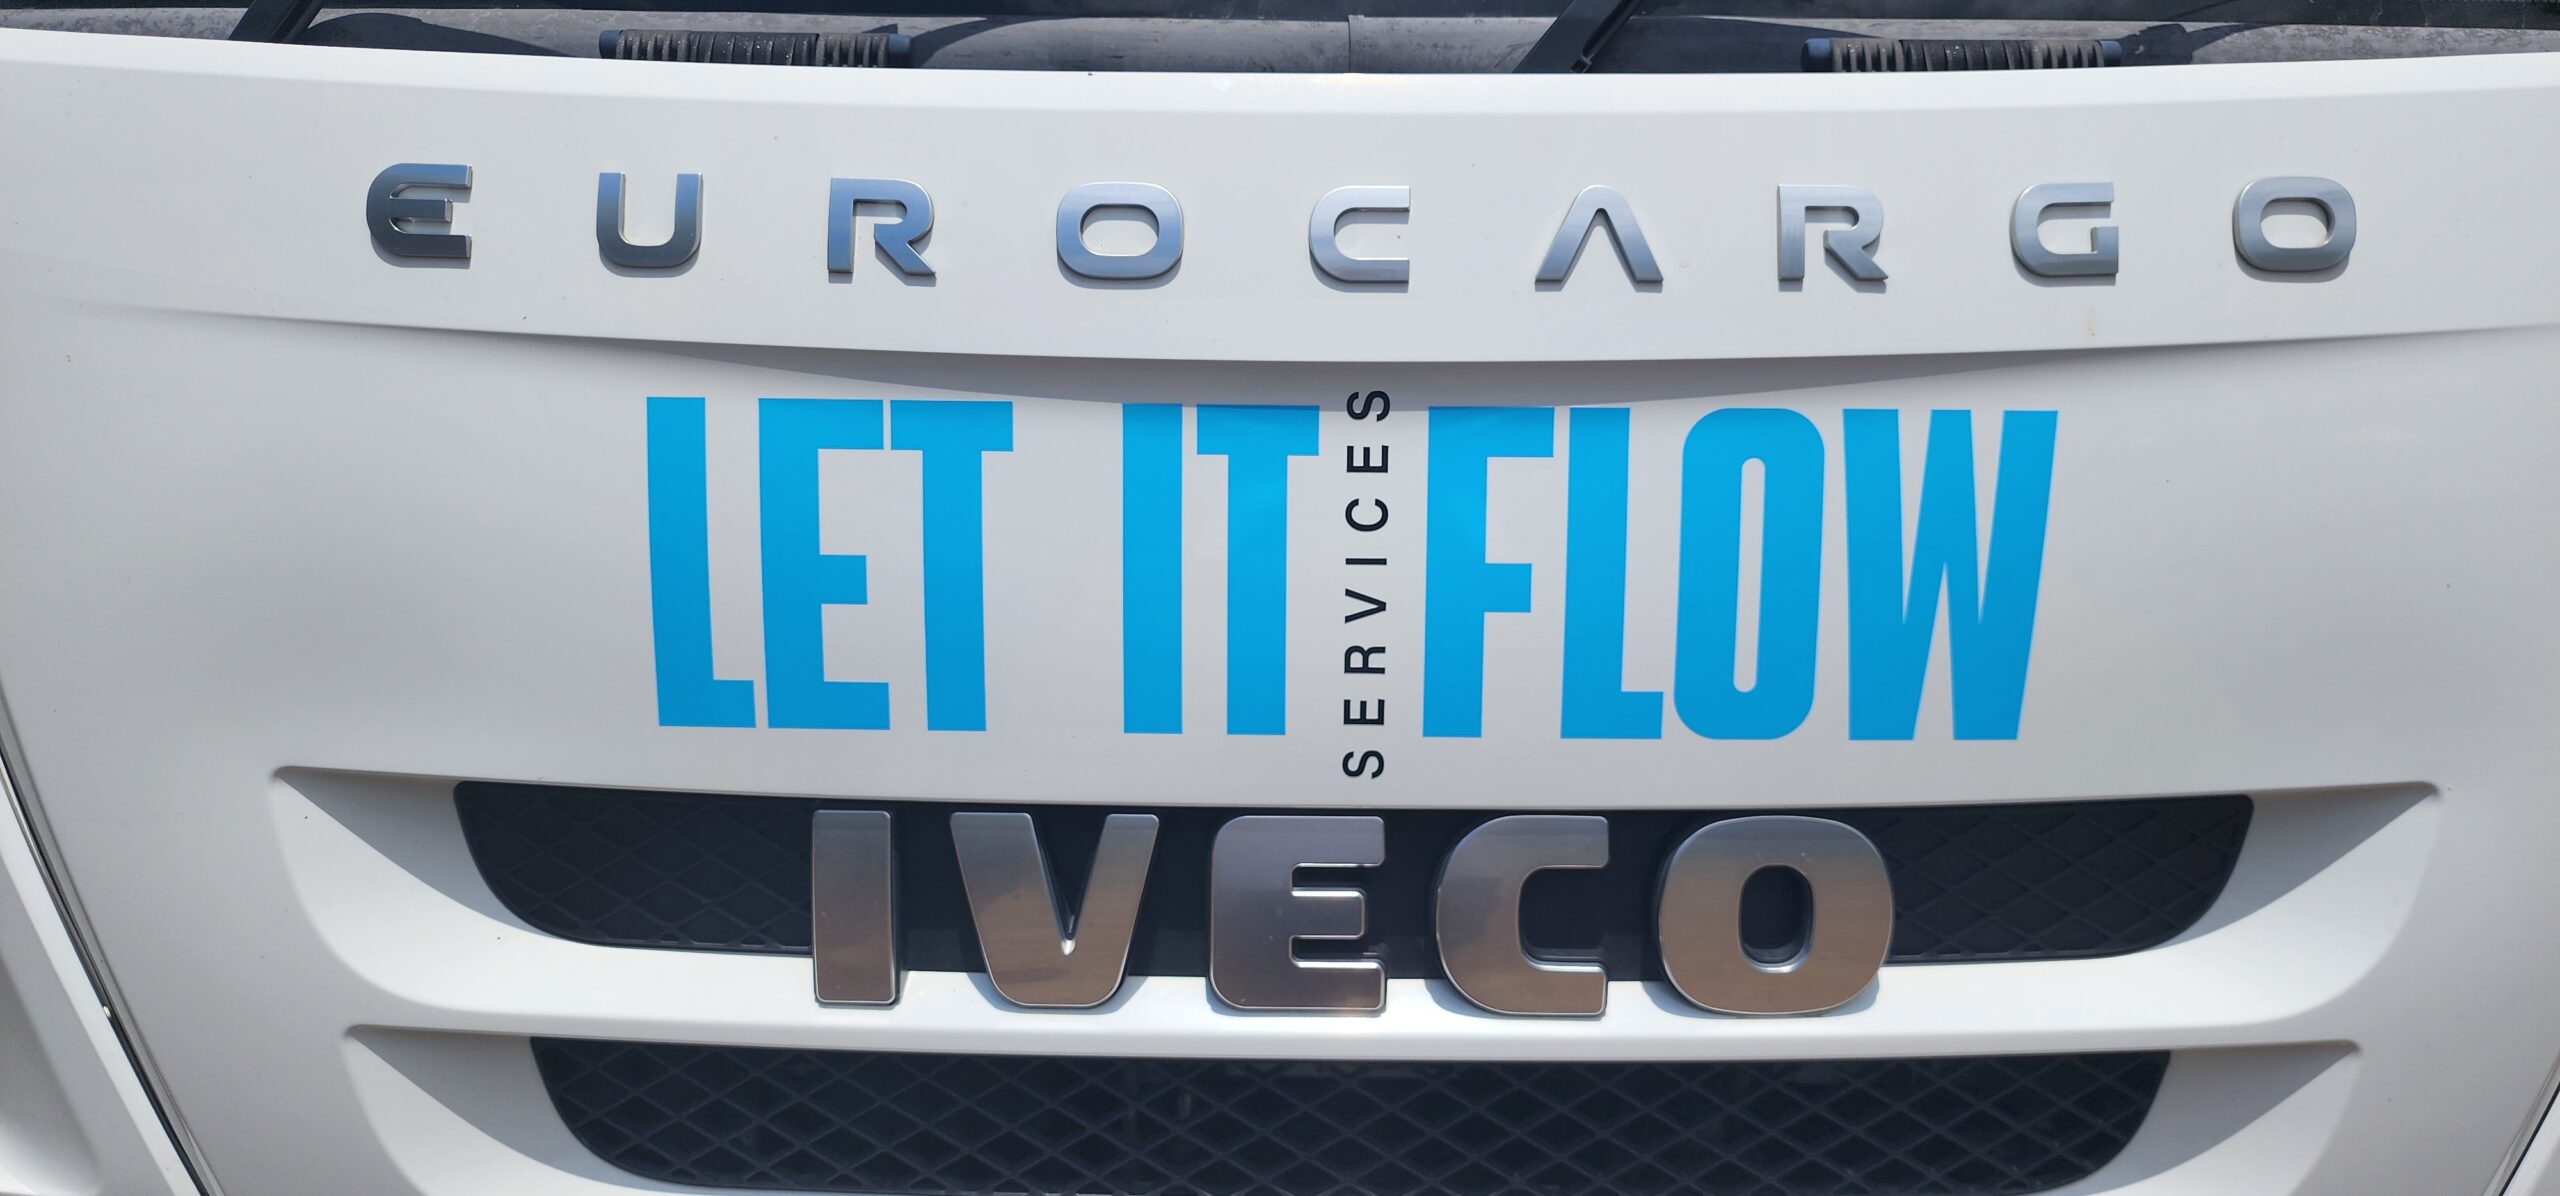 EUROCARGO
LET IT FLOW
SERVICES
IVECO